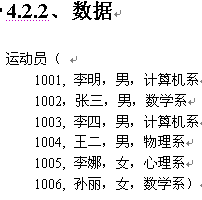 4.2.2、数据
运动员（
1001, 李明，男，计算机系
1002，张三，男，数学系
1003, 李四，男，计算机系
1004, 王二，男，物理系
1005, 李娜，女，心理系
1006, 孙丽，女，数学系）